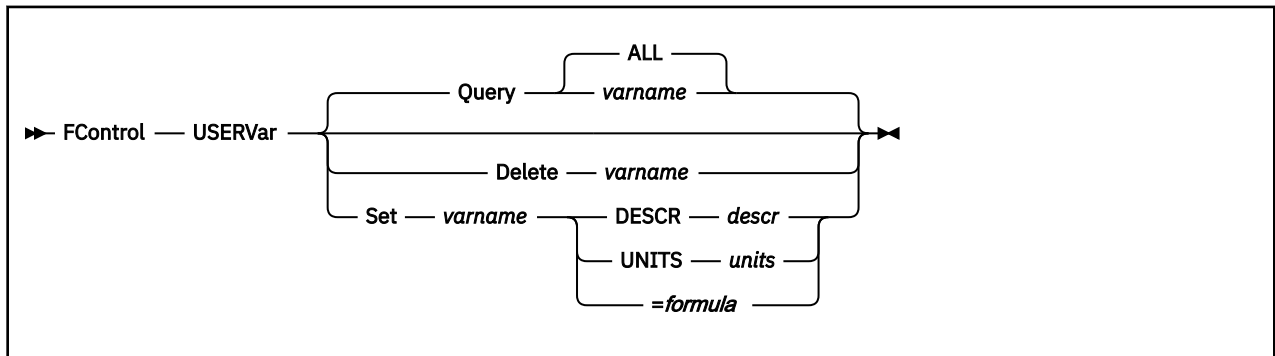 ALL
Query varname
FControl USERVar
Delete varname
Set varname DESCR descr
UNITS units
=formula